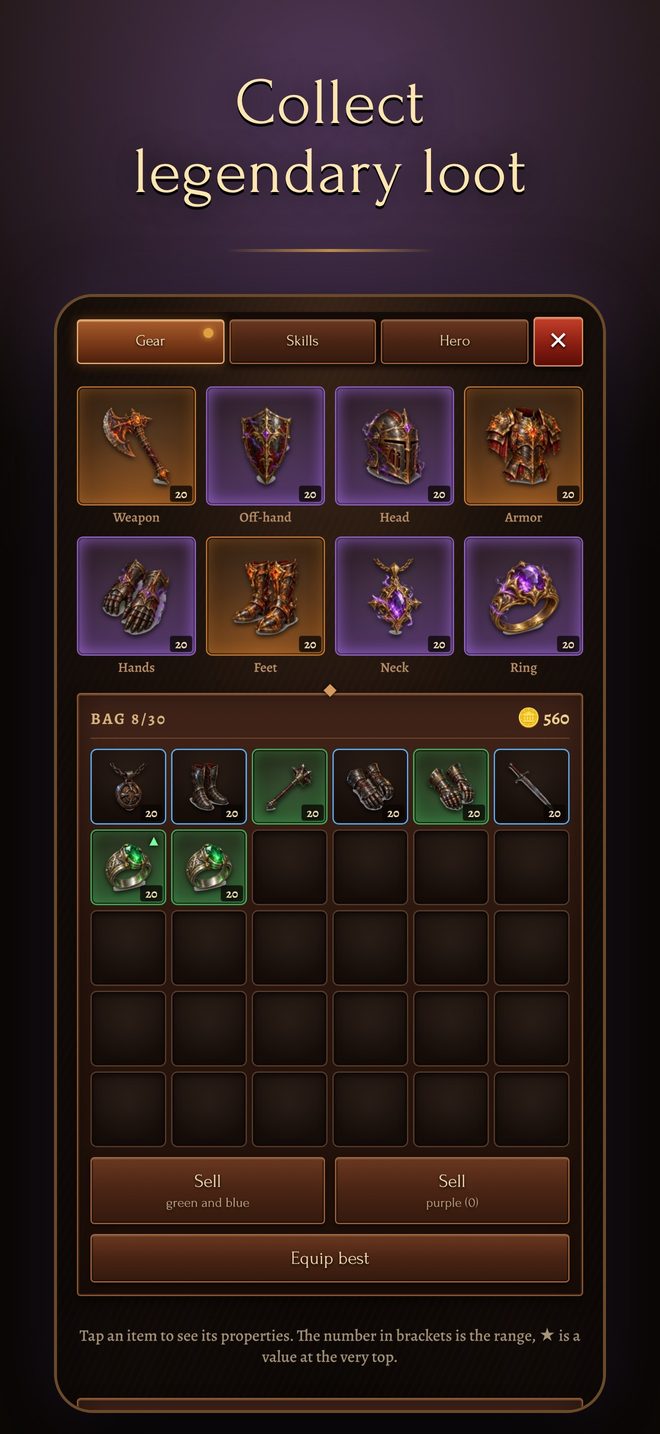 Collect
legendary loot
Gear
Skills
Hero
✕
20
20
20
20
Weapon
Off-hand
Head
Armor
20
20
20
20
Hands
Feet
Neck
Ring
BAG 8/30
560
20
20
20
20
20
20
20
20
Sell
green and blue
Sell
purple (0)
Equip best
Tap an item to see its properties. The number in brackets is the range, ★ is a
value at the very top.